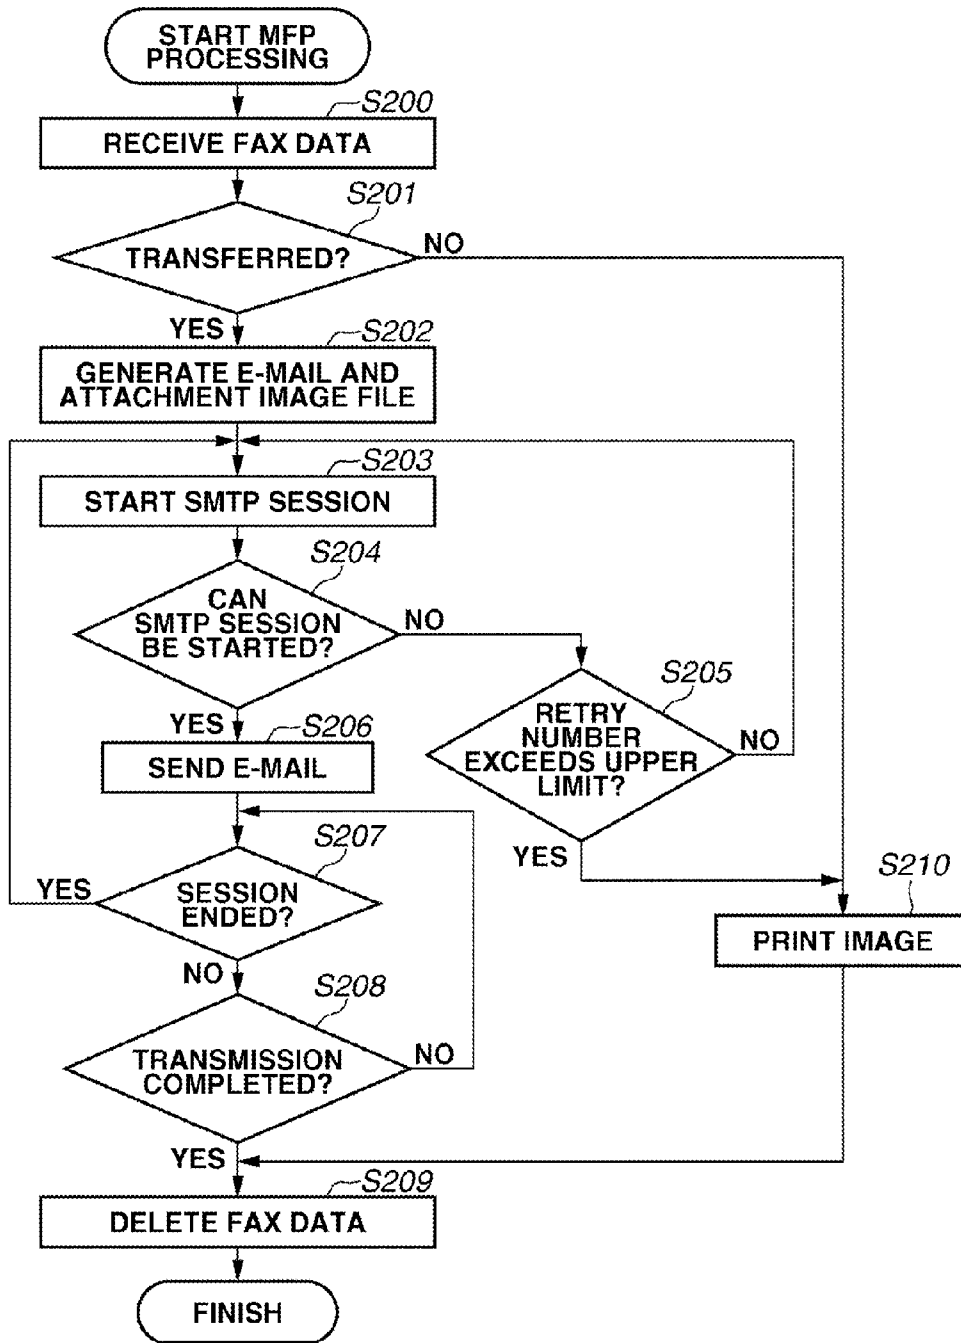 START MFP
PROCESSING
S200
RECEIVE FAX DATA
S201
TRANSFERRED?
NO
YES
S202
GENERATE E-MAIL AND
ATTACHMENT IMAGE FILE
S203
START SMTP SESSION
S204
CAN
SMTP SESSION
BE STARTED?
NO
S205
RETRY
NUMBER
EXCEEDS UPPER
LIMIT?
NO
YES
YES
S206
SEND E-MAIL
S207
SESSION
ENDED?
YES
NO
S210
PRINT IMAGE
S208
TRANSMISSION
COMPLETED?
NO
YES
S209
DELETE FAX DATA
FINISH